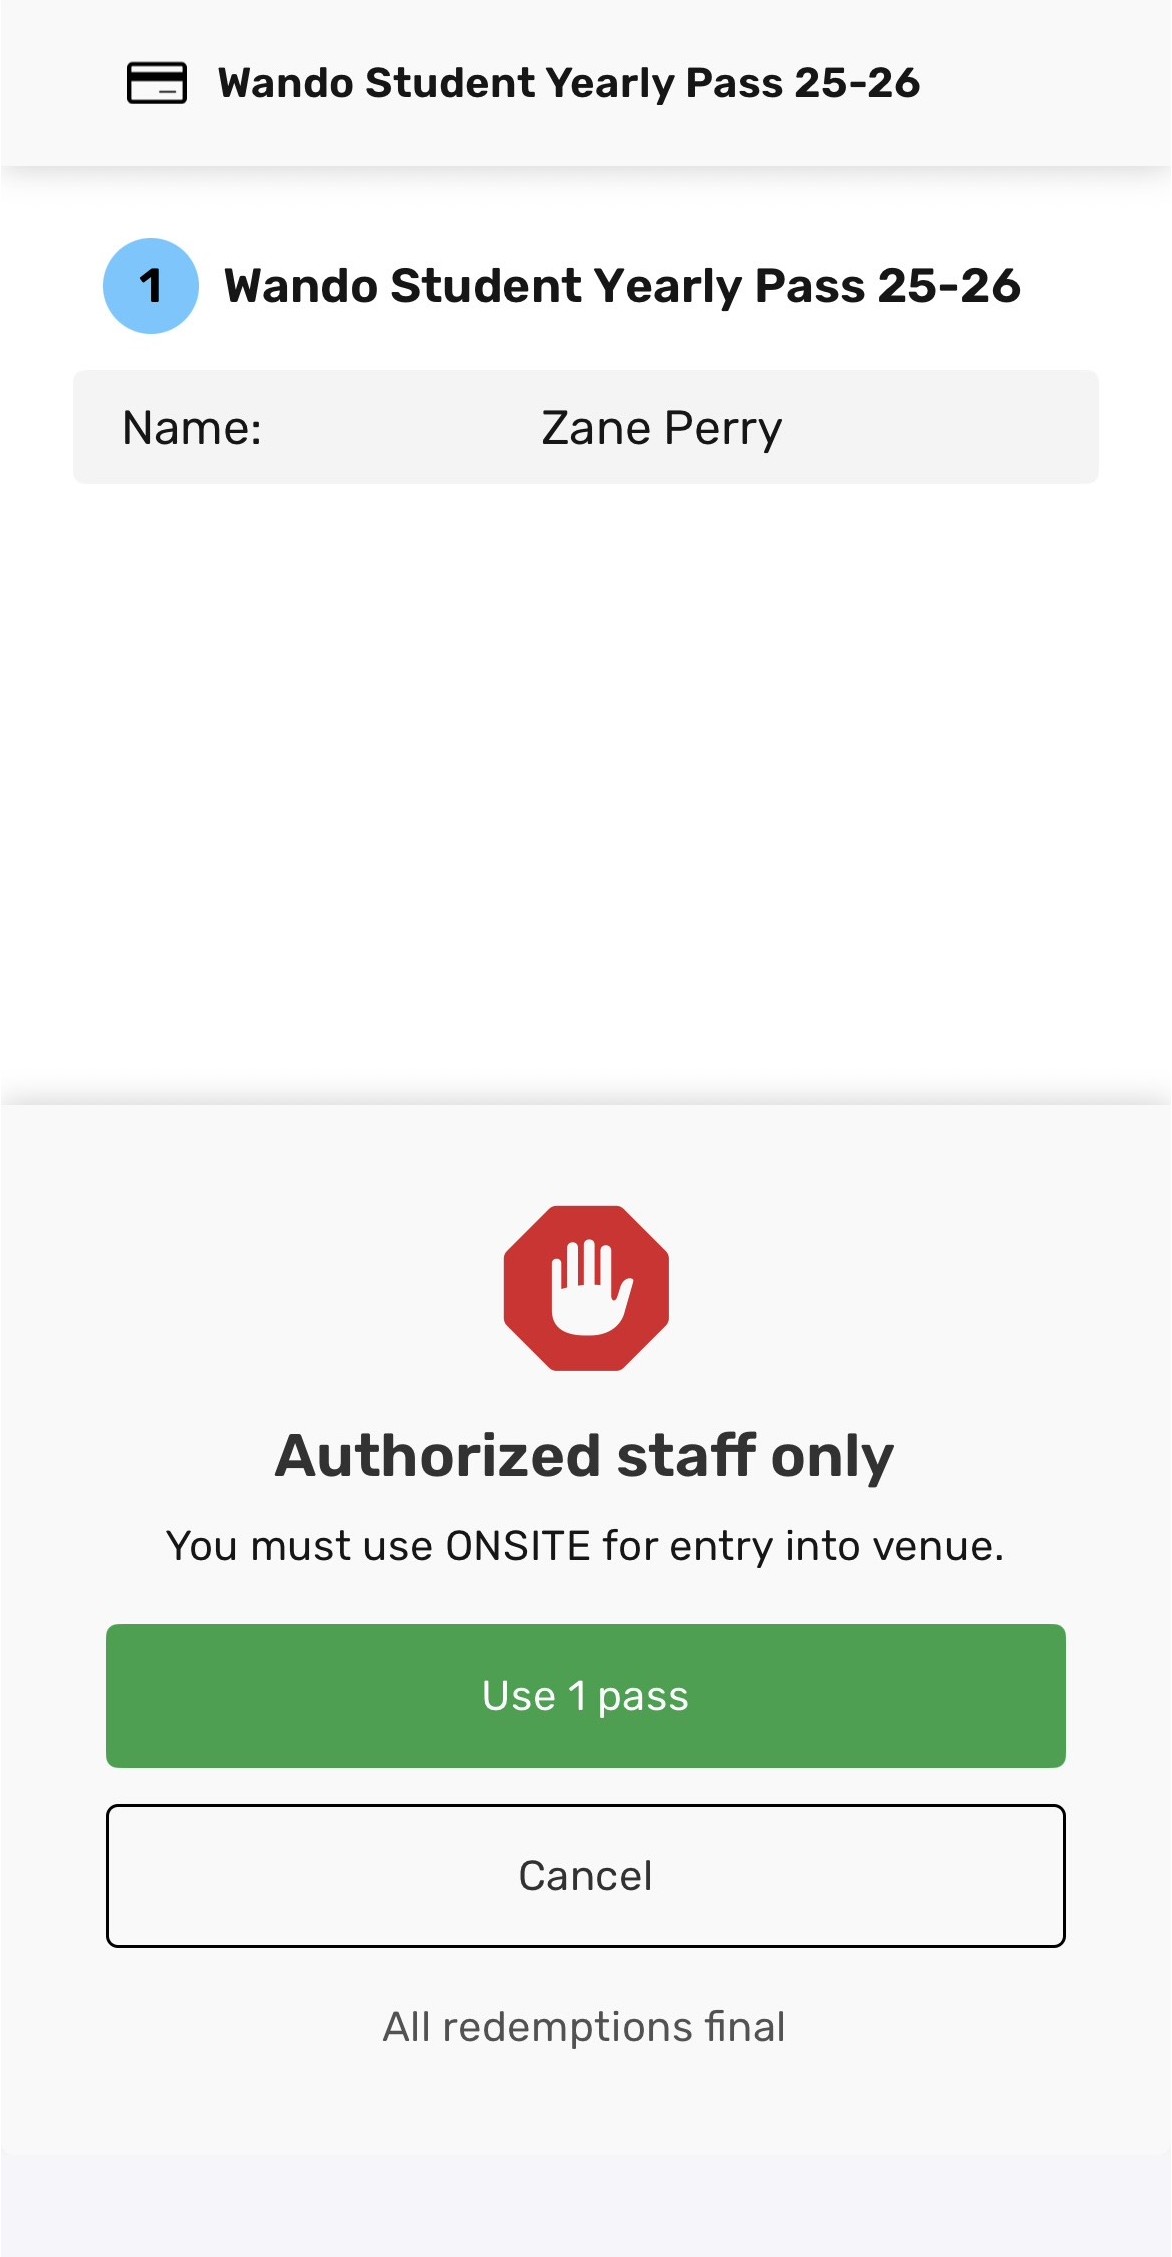 Wando Student Yearly Pass 25-26
1 Wando Student Yearly Pass 25-26
Name: Zane Perry
Authorized staff only
You must use ONSITE for entry into venue.
Use 1 pass
Cancel
All redemptions final